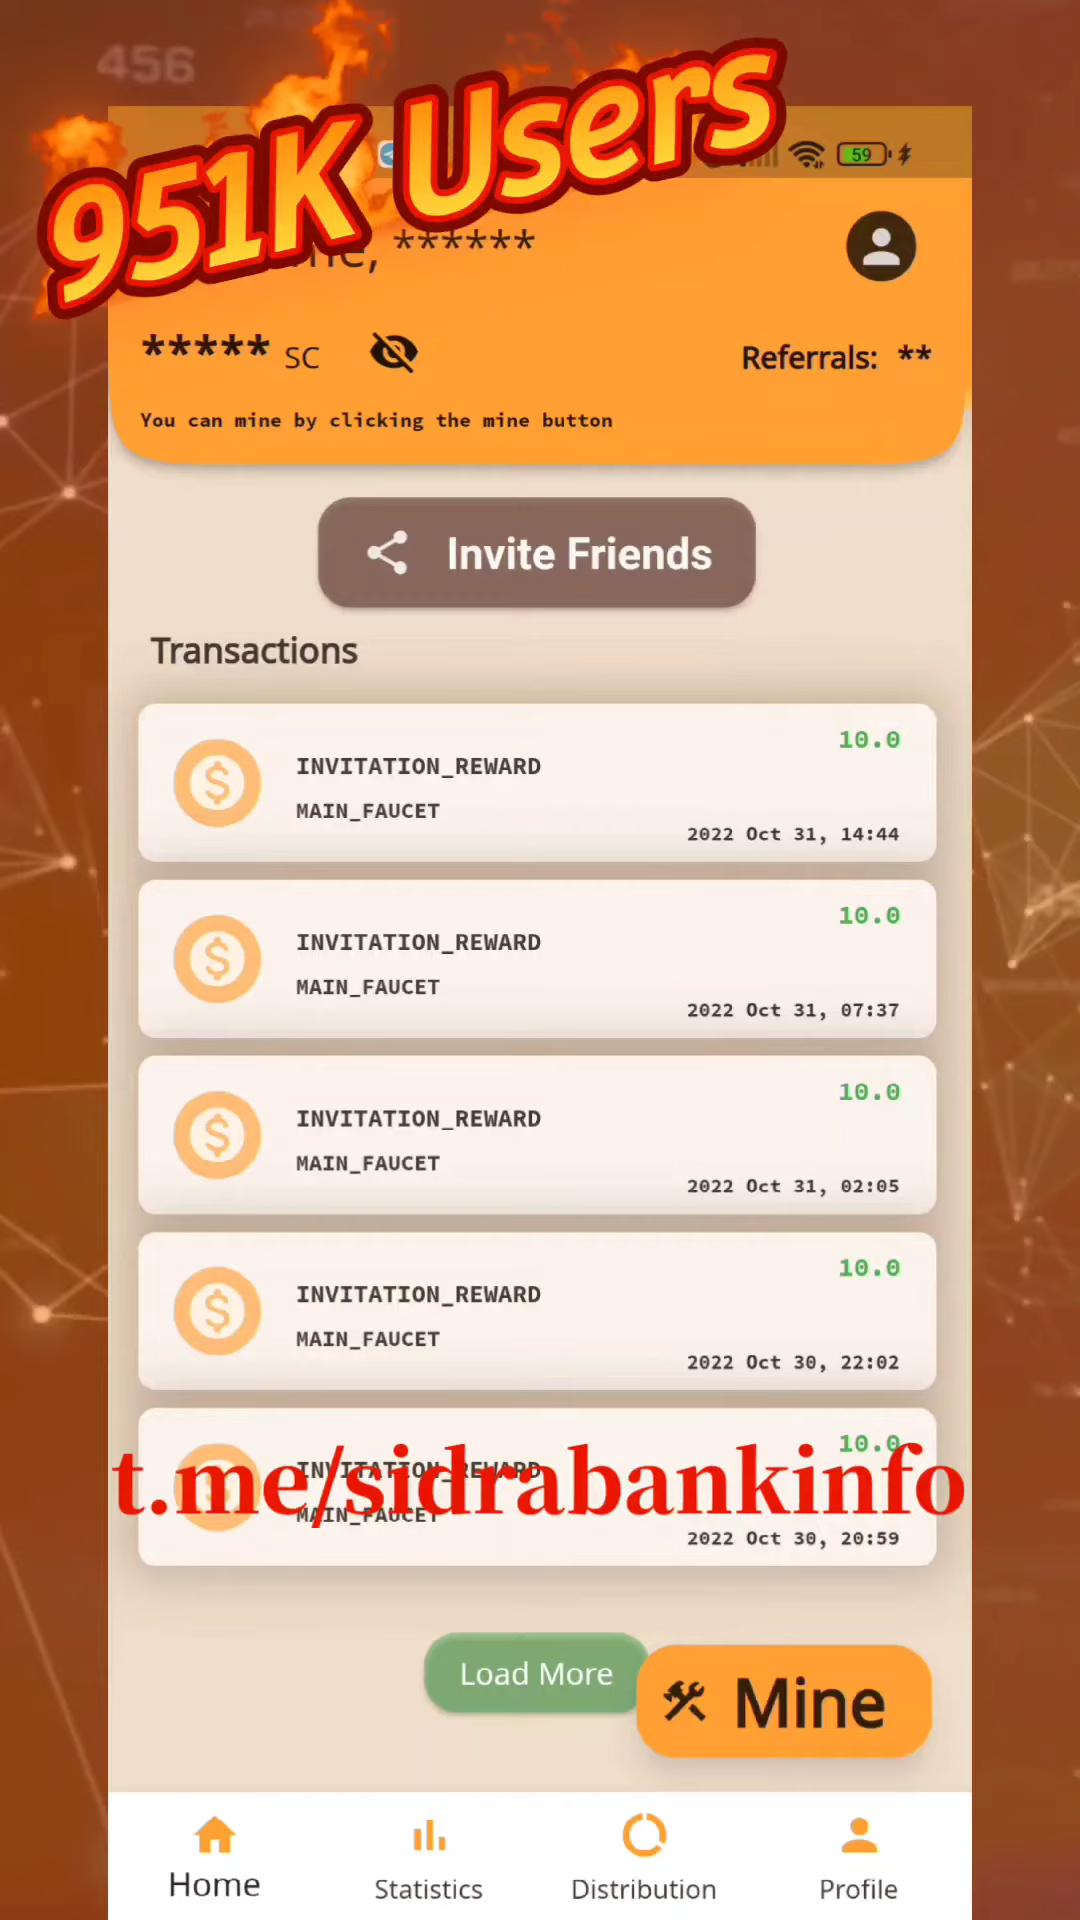 456
951K Users
59
me, ******
***** SC
Referrals: **
You can mine by clicking the mine button
Invite Friends
Transactions
10.0
INVITATION_REWARD
MAIN_FAUCET
2022 Oct 31, 14:44
10.0
INVITATION_REWARD
MAIN_FAUCET
2022 Oct 31, 07:37
10.0
INVITATION_REWARD
MAIN_FAUCET
2022 Oct 31, 02:05
10.0
INVITATION_REWARD
MAIN_FAUCET
2022 Oct 30, 22:02
10.0
INVITATION_REWARD
t.me/sidrabankinfo
MAIN_FAUCET
2022 Oct 30, 20:59
Load More
Mine
Home
Statistics
Distribution
Profile